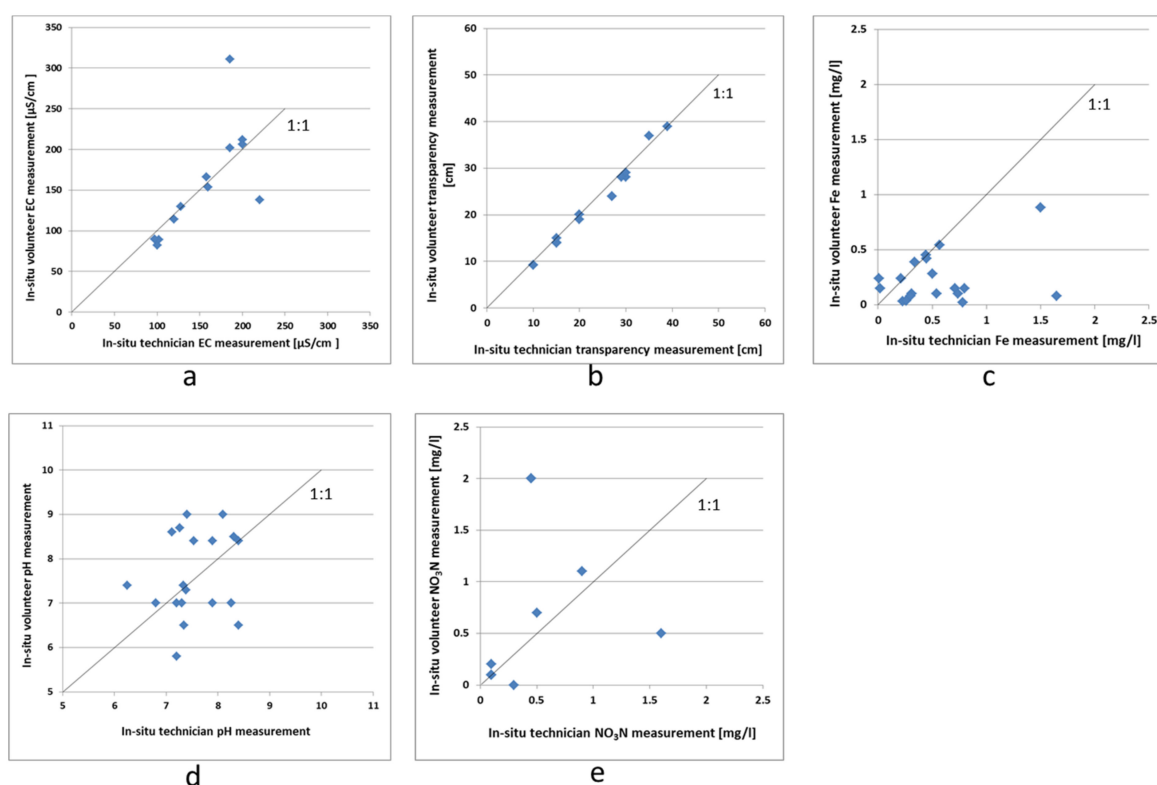 In-situ volunteer EC measurement [µS/cm ]
350
300
250
200
150
100
50
0
1:1
0 50 100 150 200 250 300 350
In-situ technician EC measurement [µS/cm ]
a
In-situ volunteer transparency measurement
[cm]
60
50
40
30
20
10
0
1:1
0 10 20 30 40 50 60
In-situ technician transparency measurement [cm]
b
In-situ volunteer Fe measurement [mg/l]
2.5
2
1.5
1
0.5
0
1:1
0 0.5 1 1.5 2 2.5
In-situ technician Fe measurement [mg/l]
c
In-situ volunteer pH measurement
11
10
9
8
7
6
5
1:1
5 6 7 8 9 10 11
In-situ technician pH measurement
d
In-situ volunteer NO₃N measurement [mg/l]
2.5
2
1.5
1
0.5
0
1:1
0 0.5 1 1.5 2 2.5
In-situ technician NO₃N measurement [mg/l]
e